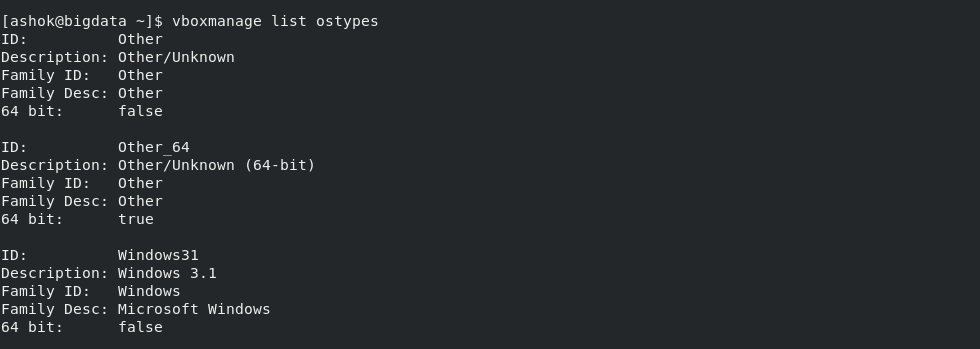 [ashok@bigdata ~]$ vboxmanage list ostypes
ID:          Other
Description: Other/Unknown
Family ID:   Other
Family Desc: Other
64 bit:      false

ID:          Other_64
Description: Other/Unknown (64-bit)
Family ID:   Other
Family Desc: Other
64 bit:      true

ID:          Windows31
Description: Windows 3.1
Family ID:   Windows
Family Desc: Microsoft Windows
64 bit:      false